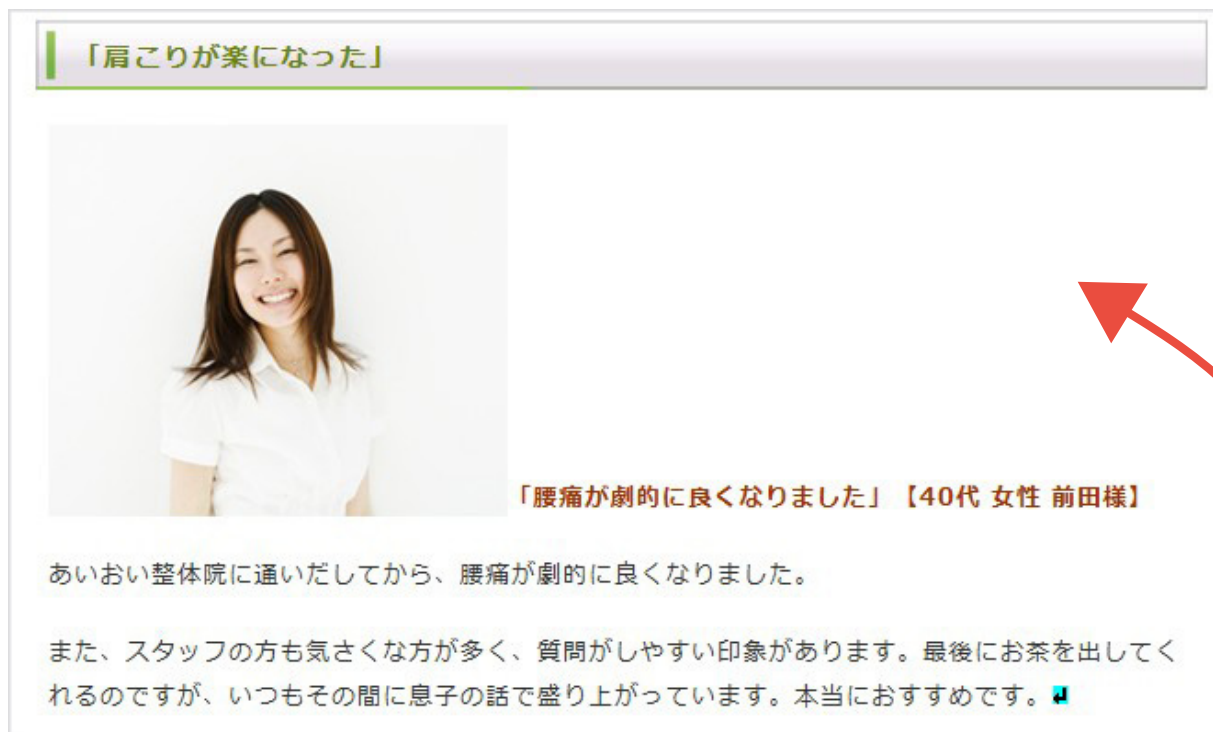 「肩こりが楽になった」
「腰痛が劇的に良くなりました」【40代 女性 前田様】
あいおい整体院に通いだしてから、腰痛が劇的に良くなりました。
また、スタッフの方も気さくな方が多く、質問がしやすい印象があります。最後にお茶を出してく
れるのですが、いつもその間に息子の話で盛り上がっています。本当におすすめです。